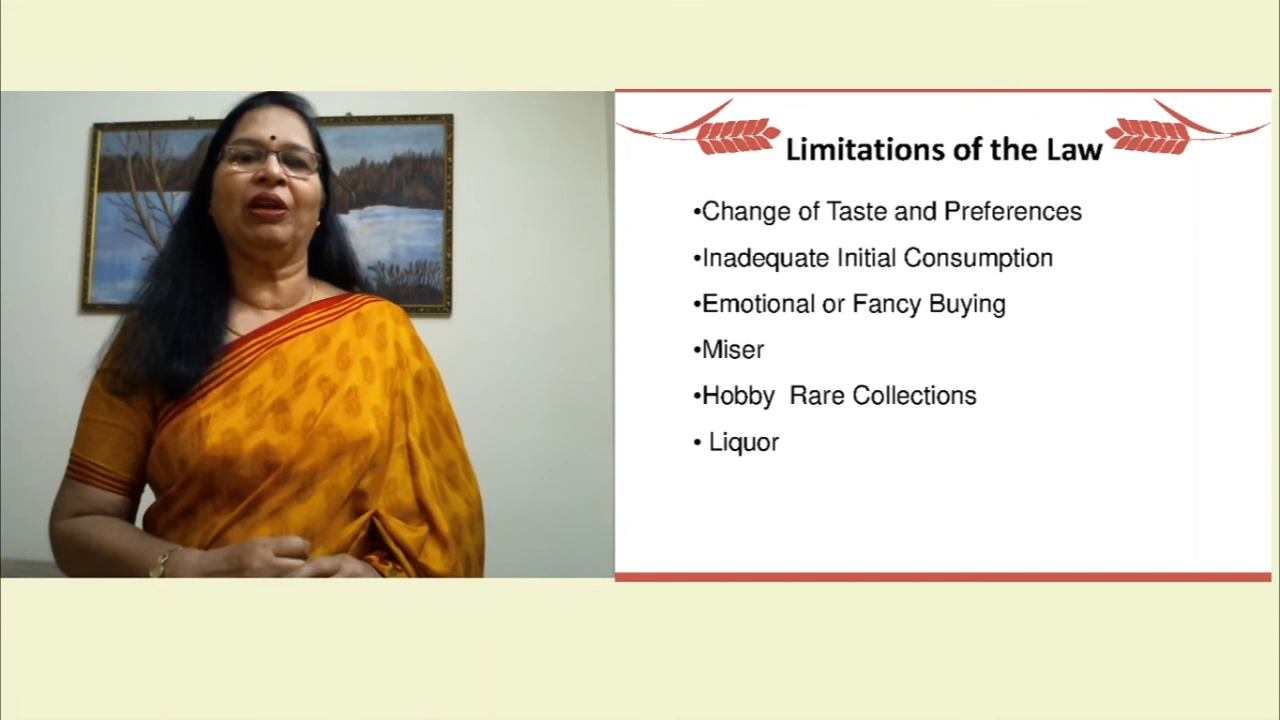 Limitations of the Law
•Change of Taste and Preferences
•Inadequate Initial Consumption
•Emotional or Fancy Buying
•Miser
•Hobby  Rare Collections
• Liquor